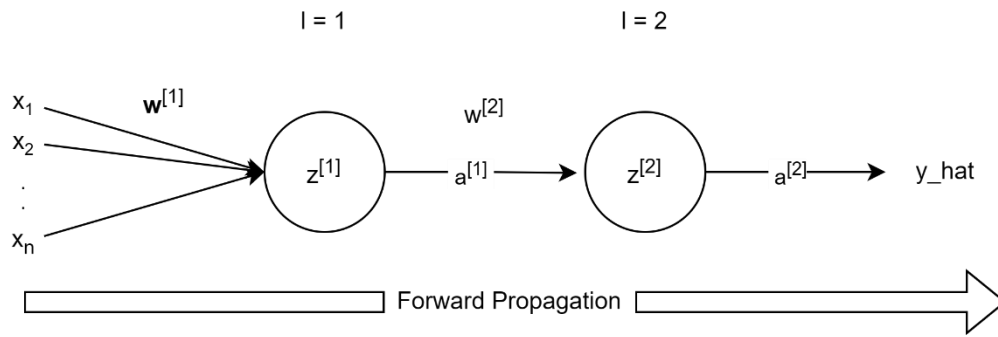 l = 1
l = 2
x1
w[1]
w[2]
x2
z[1]
a[1]
z[2]
a[2]
y_hat
.
.
xn
Forward Propagation